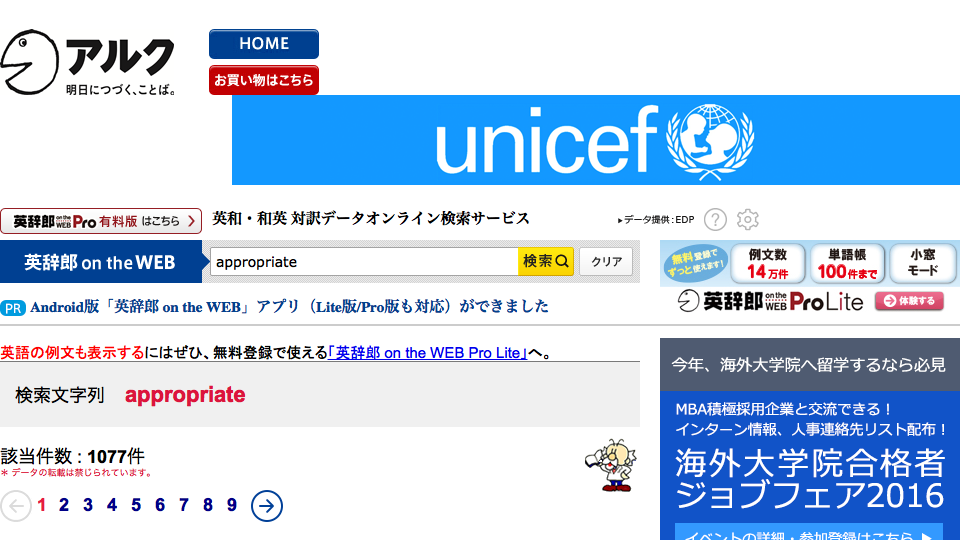 アルク
明日につづく、ことば。
HOME
お買い物はこちら
unicef
英辞郎 on the WEB Pro 有料版 はこちら
英和・和英 対訳データオンライン検索サービス
データ提供:EDP
?
英辞郎 on the WEB
appropriate
検索
クリア
無料登録で
ずっと使えます!
例文数
14万件
単語帳
100件まで
小窓
モード
英辞郎 on the WEB Pro Lite
体験する
PR Android版「英辞郎 on the WEB」アプリ（Lite版/Pro版も対応）ができました
英語の例文も表示するにはぜひ、無料登録で使える「英辞郎 on the WEB Pro Lite」へ。
検索文字列 appropriate
該当件数 : 1077件
＊ データの転載は禁じられています。
1 2 3 4 5 6 7 8 9
今年、海外大学院へ留学するなら必見
MBA積極採用企業と交流できる！
インターン情報、人事連絡先リスト配布！
海外大学院合格者
ジョブフェア2016
イベントの詳細・参加登録はこちら